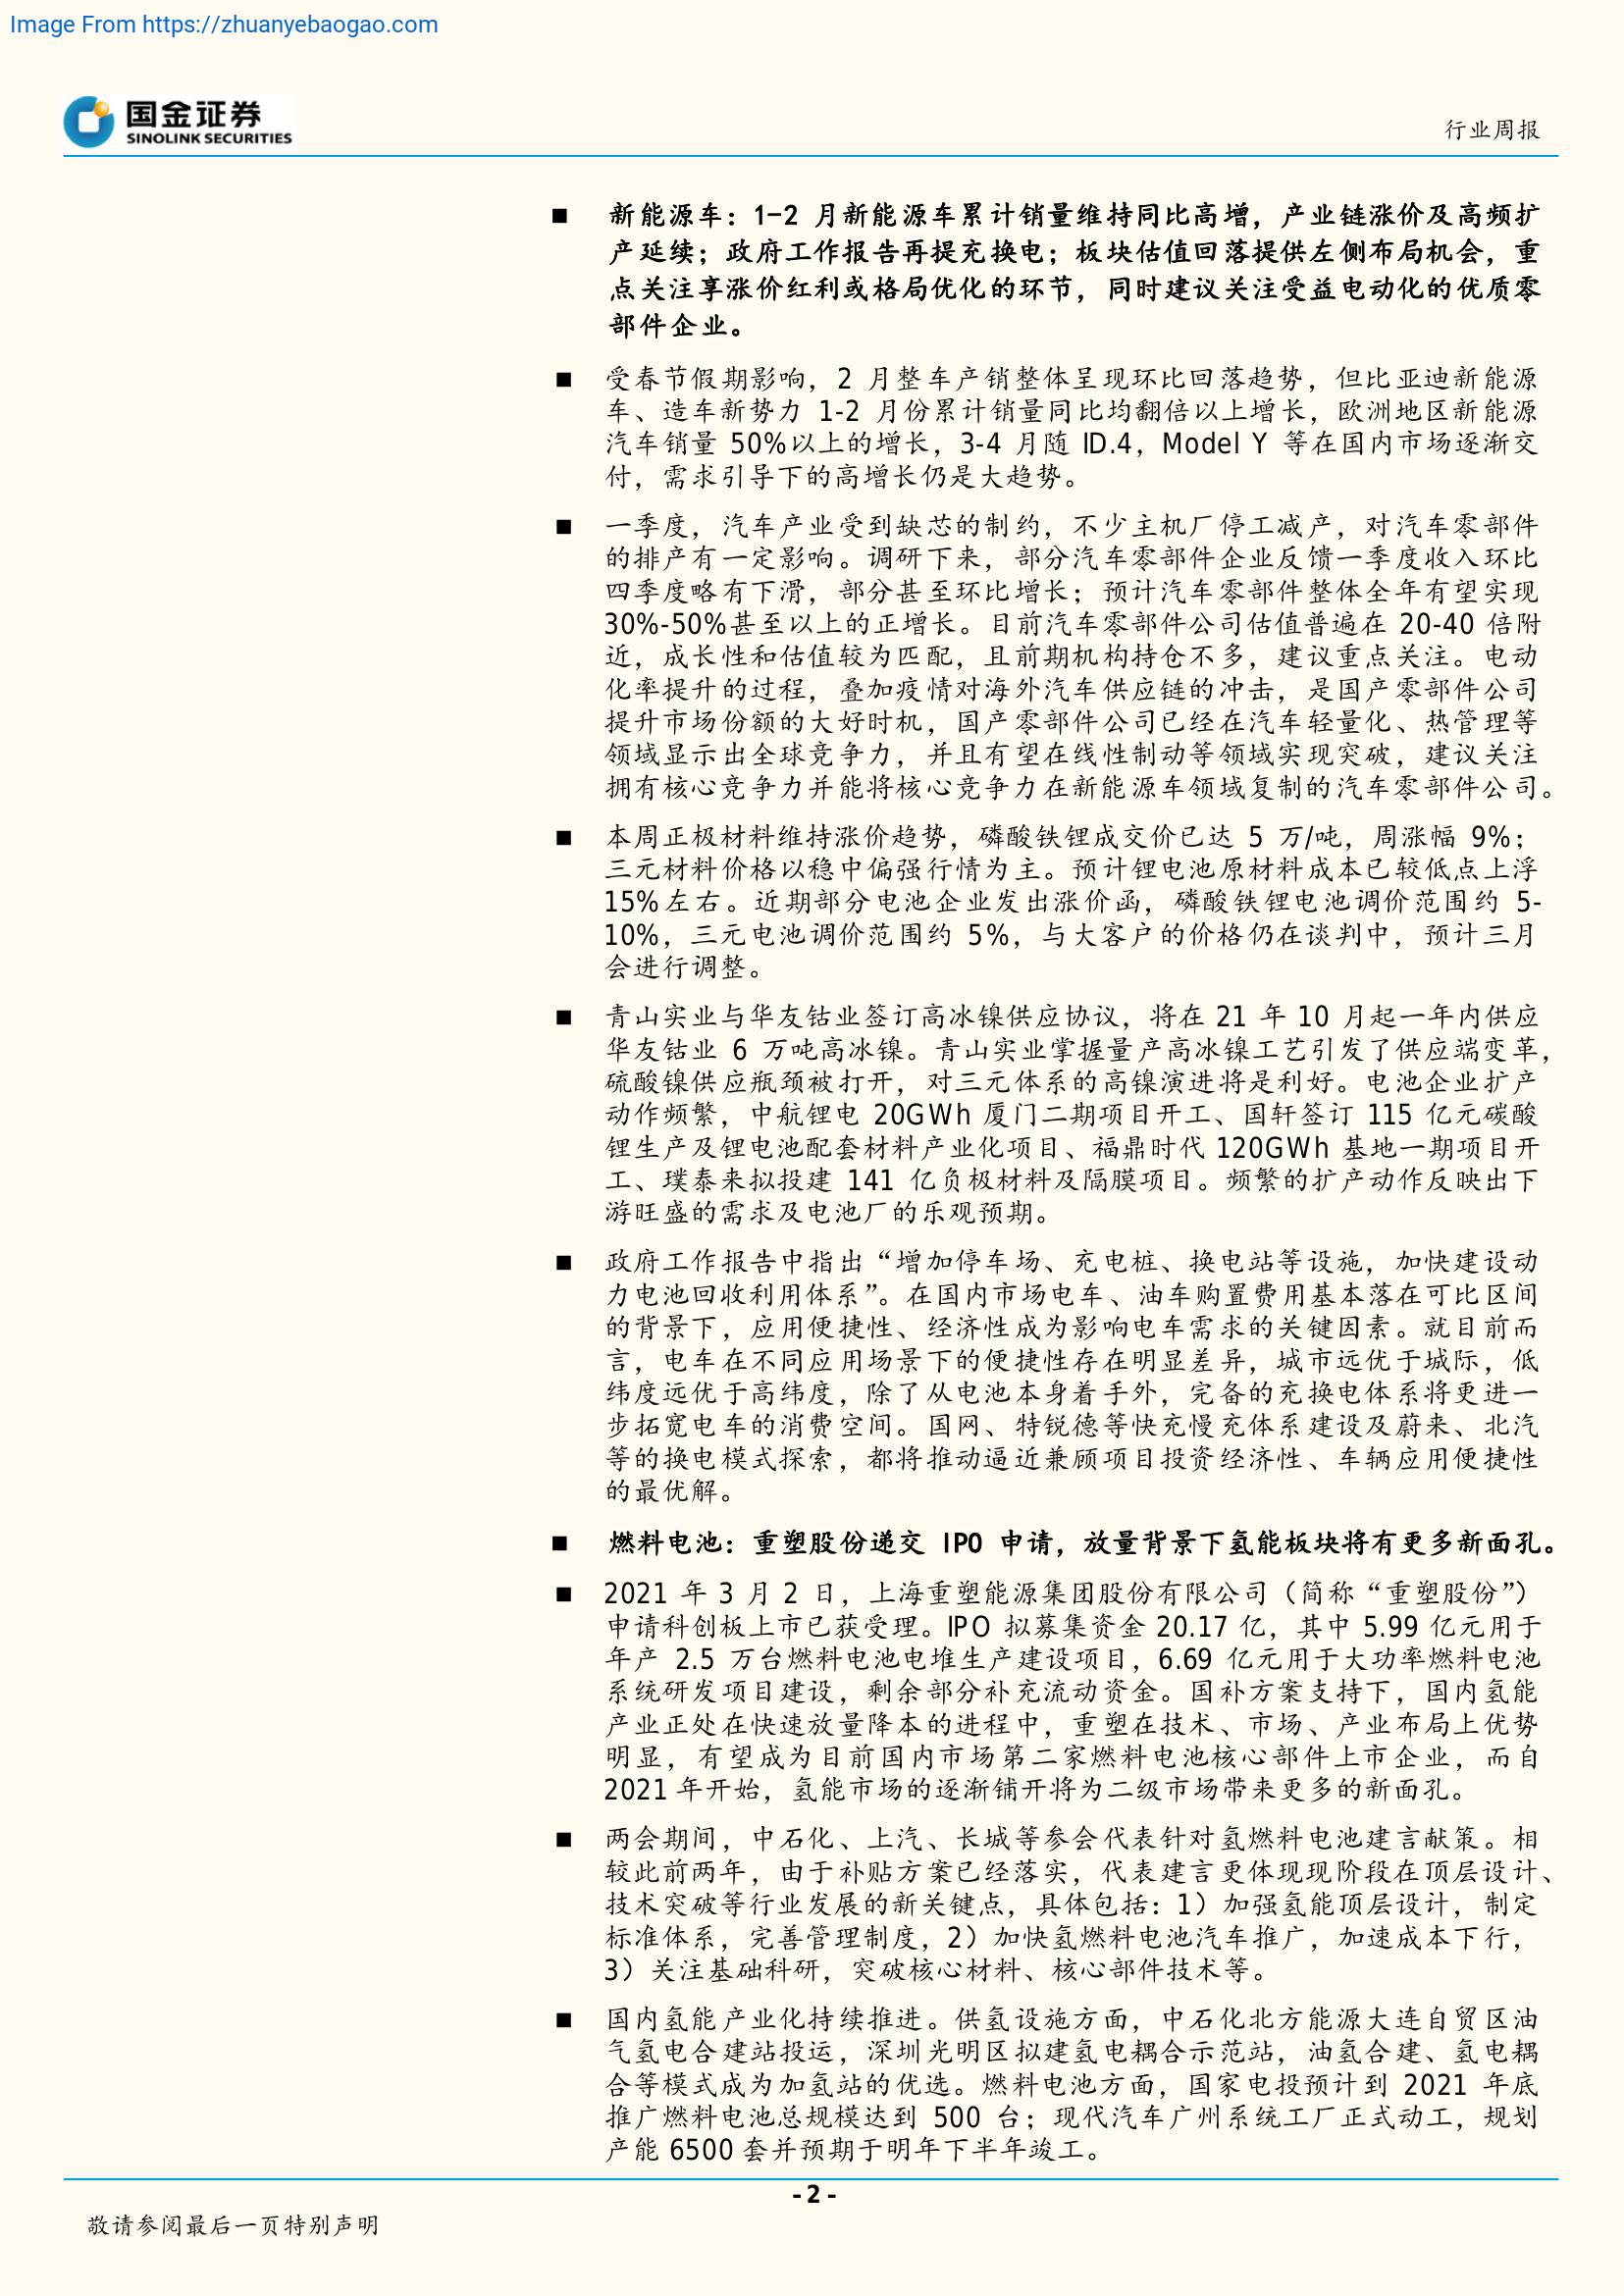 Image From https://zhuanyebaogao.com
国金证券
SINOLINK SECURITIES
行业周报
■ 新能源车：1-2 月新能源车累计销量维持同比高增，产业链涨价及高频扩
产延续；政府工作报告再提充换电；板块估值回落提供左侧布局机会，重
点关注享涨价红利或格局优化的环节，同时建议关注受益电动化的优质零
部件企业。
■ 受春节假期影响，2 月整车产销整体呈现环比回落趋势，但比亚迪新能源
车、造车新势力 1-2 月份累计销量同比均翻倍以上增长，欧洲地区新能源
汽车销量 50%以上的增长，3-4 月随 ID.4，Model Y 等在国内市场逐渐交
付，需求引导下的高增长仍是大趋势。
■ 一季度，汽车产业受到缺芯的制约，不少主机厂停工减产，对汽车零部件
的排产有一定影响。调研下来，部分汽车零部件企业反馈一季度收入环比
四季度略有下滑，部分甚至环比增长；预计汽车零部件整体全年有望实现
30%-50%甚至以上的正增长。目前汽车零部件公司估值普遍在 20-40 倍附
近，成长性和估值较为匹配，且前期机构持仓不多，建议重点关注。电动
化率提升的过程，叠加疫情对海外汽车供应链的冲击，是国产零部件公司
提升市场份额的大好时机，国产零部件公司已经在汽车轻量化、热管理等
领域显示出全球竞争力，并且有望在线性制动等领域实现突破，建议关注
拥有核心竞争力并能将核心竞争力在新能源车领域复制的汽车零部件公司。
■ 本周正极材料维持涨价趋势，磷酸铁锂成交价已达 5 万/吨，周涨幅 9%；
三元材料价格以稳中偏强行情为主。预计锂电池原材料成本已较低点上浮
15%左右。近期部分电池企业发出涨价函，磷酸铁锂电池调价范围约 5-
10%，三元电池调价范围约 5%，与大客户的价格仍在谈判中，预计三月
会进行调整。
■ 青山实业与华友钴业签订高冰镍供应协议，将在 21 年 10 月起一年内供应
华友钴业 6 万吨高冰镍。青山实业掌握量产高冰镍工艺引发了供应端变革，
硫酸镍供应瓶颈被打开，对三元体系的高镍演进将是利好。电池企业扩产
动作频繁，中航锂电 20GWh 厦门二期项目开工、国轩签订 115 亿元碳酸
锂生产及锂电池配套材料产业化项目、福鼎时代 120GWh 基地一期项目开
工、璞泰来拟投建 141 亿负极材料及隔膜项目。频繁的扩产动作反映出下
游旺盛的需求及电池厂的乐观预期。
■ 政府工作报告中指出“增加停车场、充电桩、换电站等设施，加快建设动
力电池回收利用体系”。在国内市场电车、油车购置费用基本落在可比区间
的背景下，应用便捷性、经济性成为影响电车需求的关键因素。就目前而
言，电车在不同应用场景下的便捷性存在明显差异，城市远优于城际，低
纬度远优于高纬度，除了从电池本身着手外，完备的充换电体系将更进一
步拓宽电车的消费空间。国网、特锐德等快充慢充体系建设及蔚来、北汽
等的换电模式探索，都将推动逼近兼顾项目投资经济性、车辆应用便捷性
的最优解。
■ 燃料电池：重塑股份递交 IPO 申请，放量背景下氢能板块将有更多新面孔。
■ 2021 年 3 月 2 日，上海重塑能源集团股份有限公司（简称“重塑股份”）
申请科创板上市已获受理。IPO 拟募集资金 20.17 亿，其中 5.99 亿元用于
年产 2.5 万台燃料电池电堆生产建设项目，6.69 亿元用于大功率燃料电池
系统研发项目建设，剩余部分补充流动资金。国补方案支持下，国内氢能
产业正处在快速放量降本的进程中，重塑在技术、市场、产业布局上优势
明显，有望成为目前国内市场第二家燃料电池核心部件上市企业，而自
2021 年开始，氢能市场的逐渐铺开将为二级市场带来更多的新面孔。
■ 两会期间，中石化、上汽、长城等参会代表针对氢燃料电池建言献策。相
较此前两年，由于补贴方案已经落实，代表建言更体现现阶段在顶层设计、
技术突破等行业发展的新关键点，具体包括：1）加强氢能顶层设计，制定
标准体系，完善管理制度，2）加快氢燃料电池汽车推广，加速成本下行，
3）关注基础科研，突破核心材料、核心部件技术等。
■ 国内氢能产业化持续推进。供氢设施方面，中石化北方能源大连自贸区油
气氢电合建站投运，深圳光明区拟建氢电耦合示范站，油氢合建、氢电耦
合等模式成为加氢站的优选。燃料电池方面，国家电投预计到 2021 年底
推广燃料电池总规模达到 500 台；现代汽车广州系统工厂正式动工，规划
产能 6500 套并预期于明年下半年竣工。
- 2 -
敬请参阅最后一页特别声明